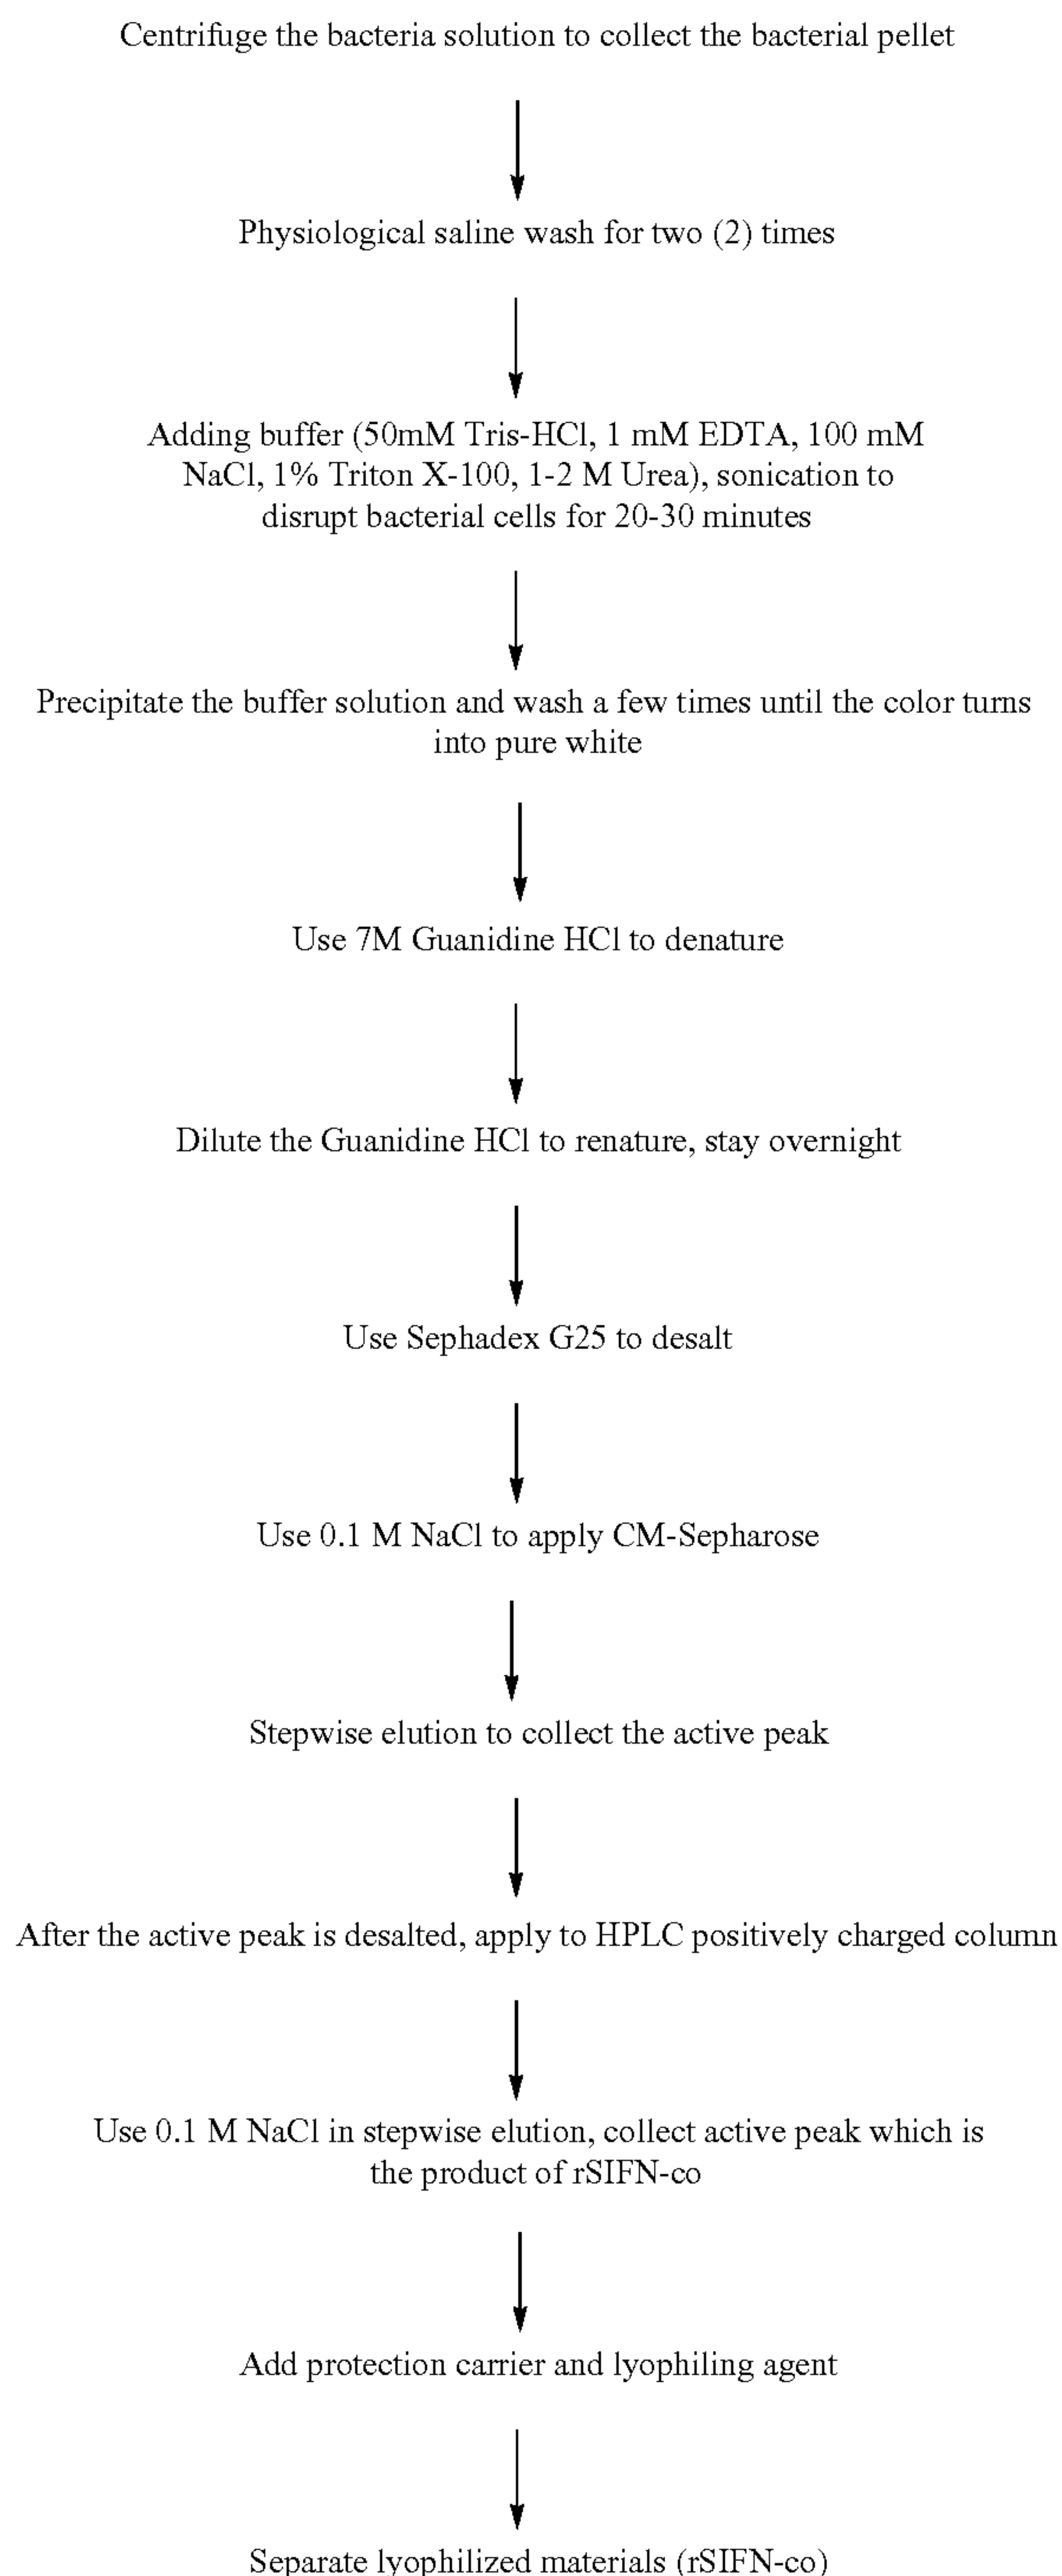 Centrifuge the bacteria solution to collect the bacterial pellet
Physiological saline wash for two (2) times
Adding buffer (50mM Tris-HCl, 1 mM EDTA, 100 mM
NaCl, 1% Triton X-100, 1-2 M Urea), sonication to
disrupt bacterial cells for 20-30 minutes
Precipitate the buffer solution and wash a few times until the color turns
into pure white
Use 7M Guanidine HCl to denature
Dilute the Guanidine HCl to renature, stay overnight
Use Sephadex G25 to desalt
Use 0.1 M NaCl to apply CM-Sepharose
Stepwise elution to collect the active peak
After the active peak is desalted, apply to HPLC positively charged column
Use 0.1 M NaCl in stepwise elution, collect active peak which is
the product of rSIFN-co
Add protection carrier and lyophiling agent
Separate lyophilized materials (rSIFN-co)